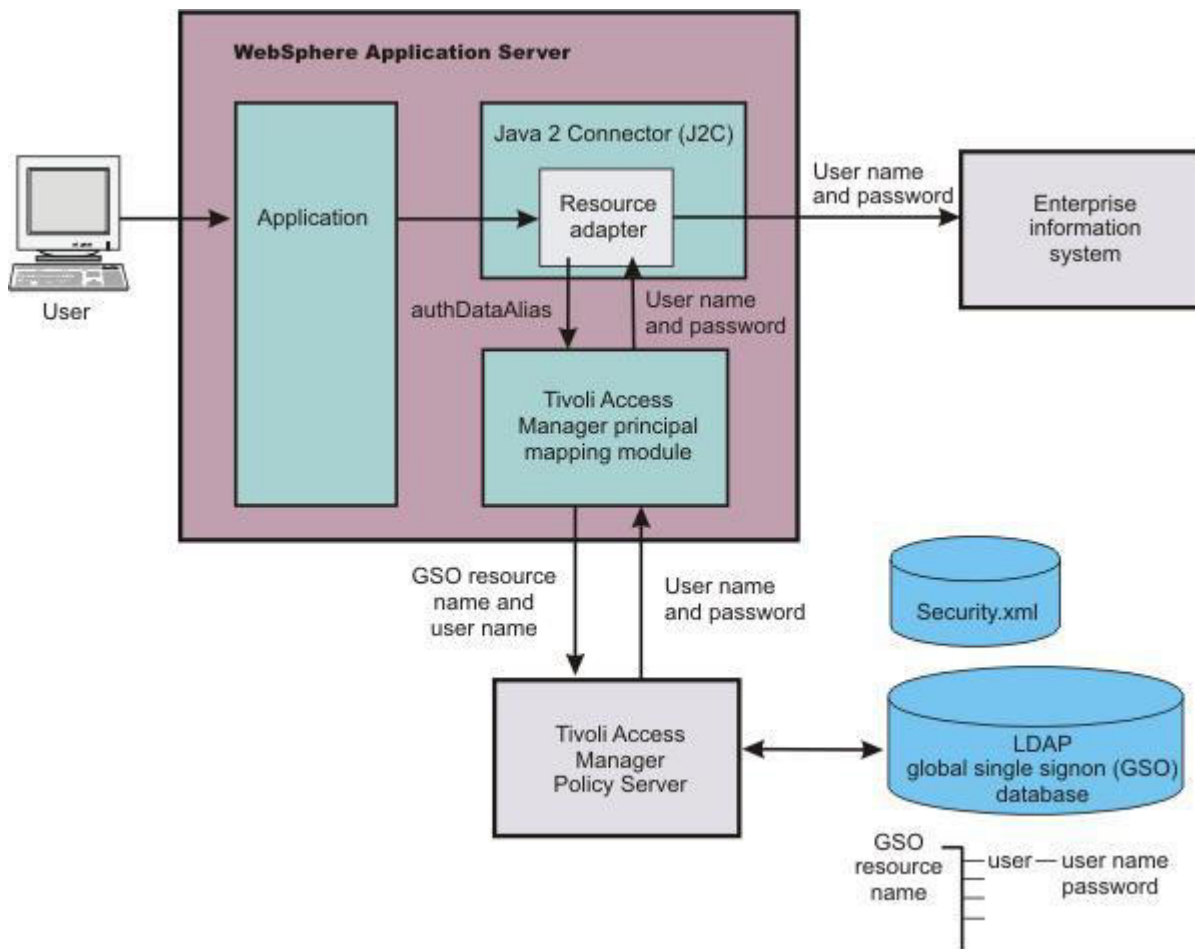 WebSphere Application Server
Java 2 Connector (J2C)
User name
and password
Application
Resource
adapter
Enterprise
information
system
User
authDataAlias
User name
and password
Tivoli Access
Manager principal
mapping module
GSO resource
name and
user name
User name
and password
Security.xml
Tivoli Access
Manager
Policy Server
LDAP
global single signon (GSO)
database
GSO
resource
name
user
user name
password